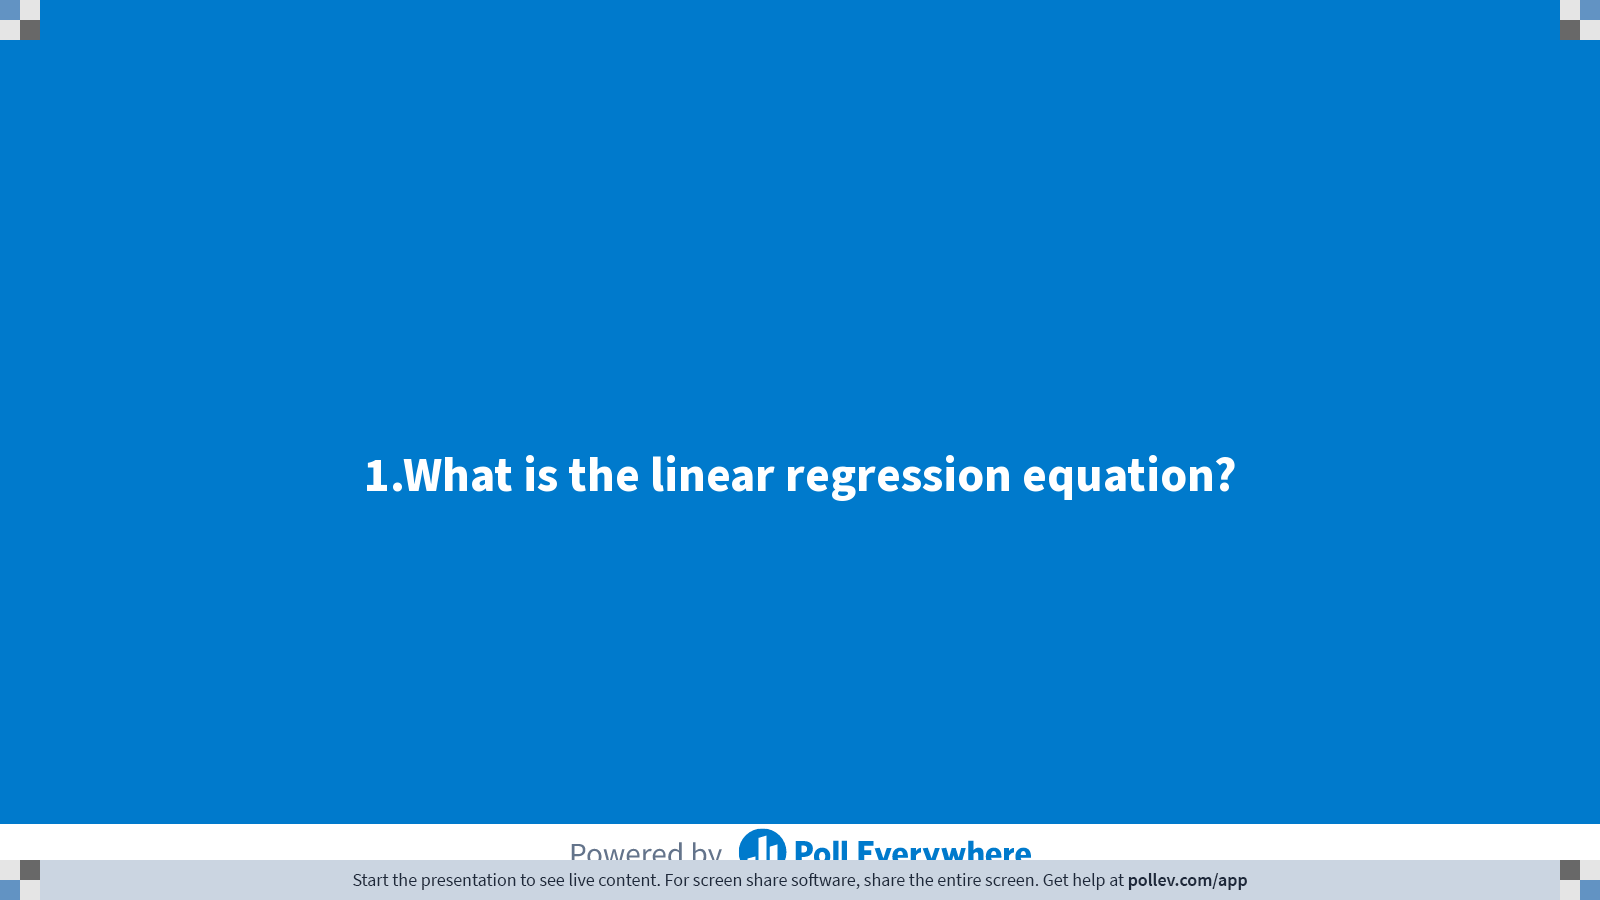 1.What is the linear regression equation?
Powered by Poll Everywhere
Start the presentation to see live content. For screen share software, share the entire screen. Get help at pollev.com/app